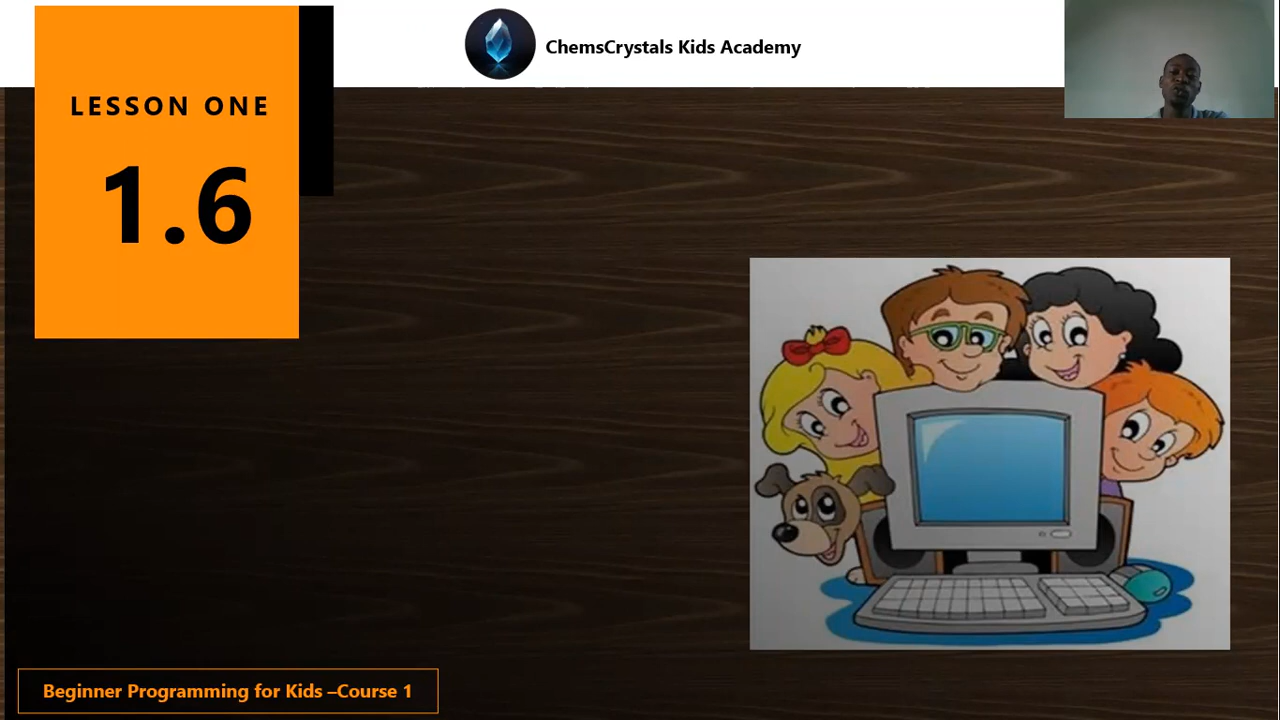 ChemsCrystals Kids Academy
LESSON ONE
1.6
Beginner Programming for Kids –Course 1